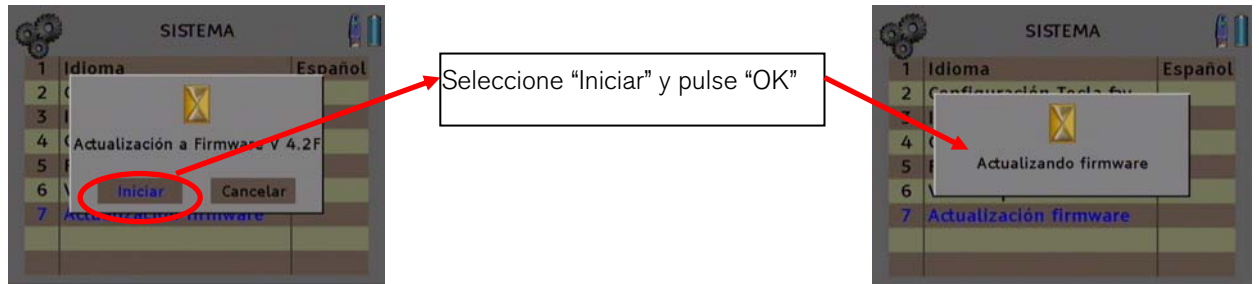 SISTEMA
1 Idioma Español
2
3
4
Actualización a Firmware V 4.2F
5
6
Iniciar Cancelar
7 Actualización firmware
Seleccione “Iniciar” y pulse “OK”
SISTEMA
1 Idioma Español
2 Configuración Tecla fav
3
4
Actualizando firmware
5
6
7 Actualización firmware